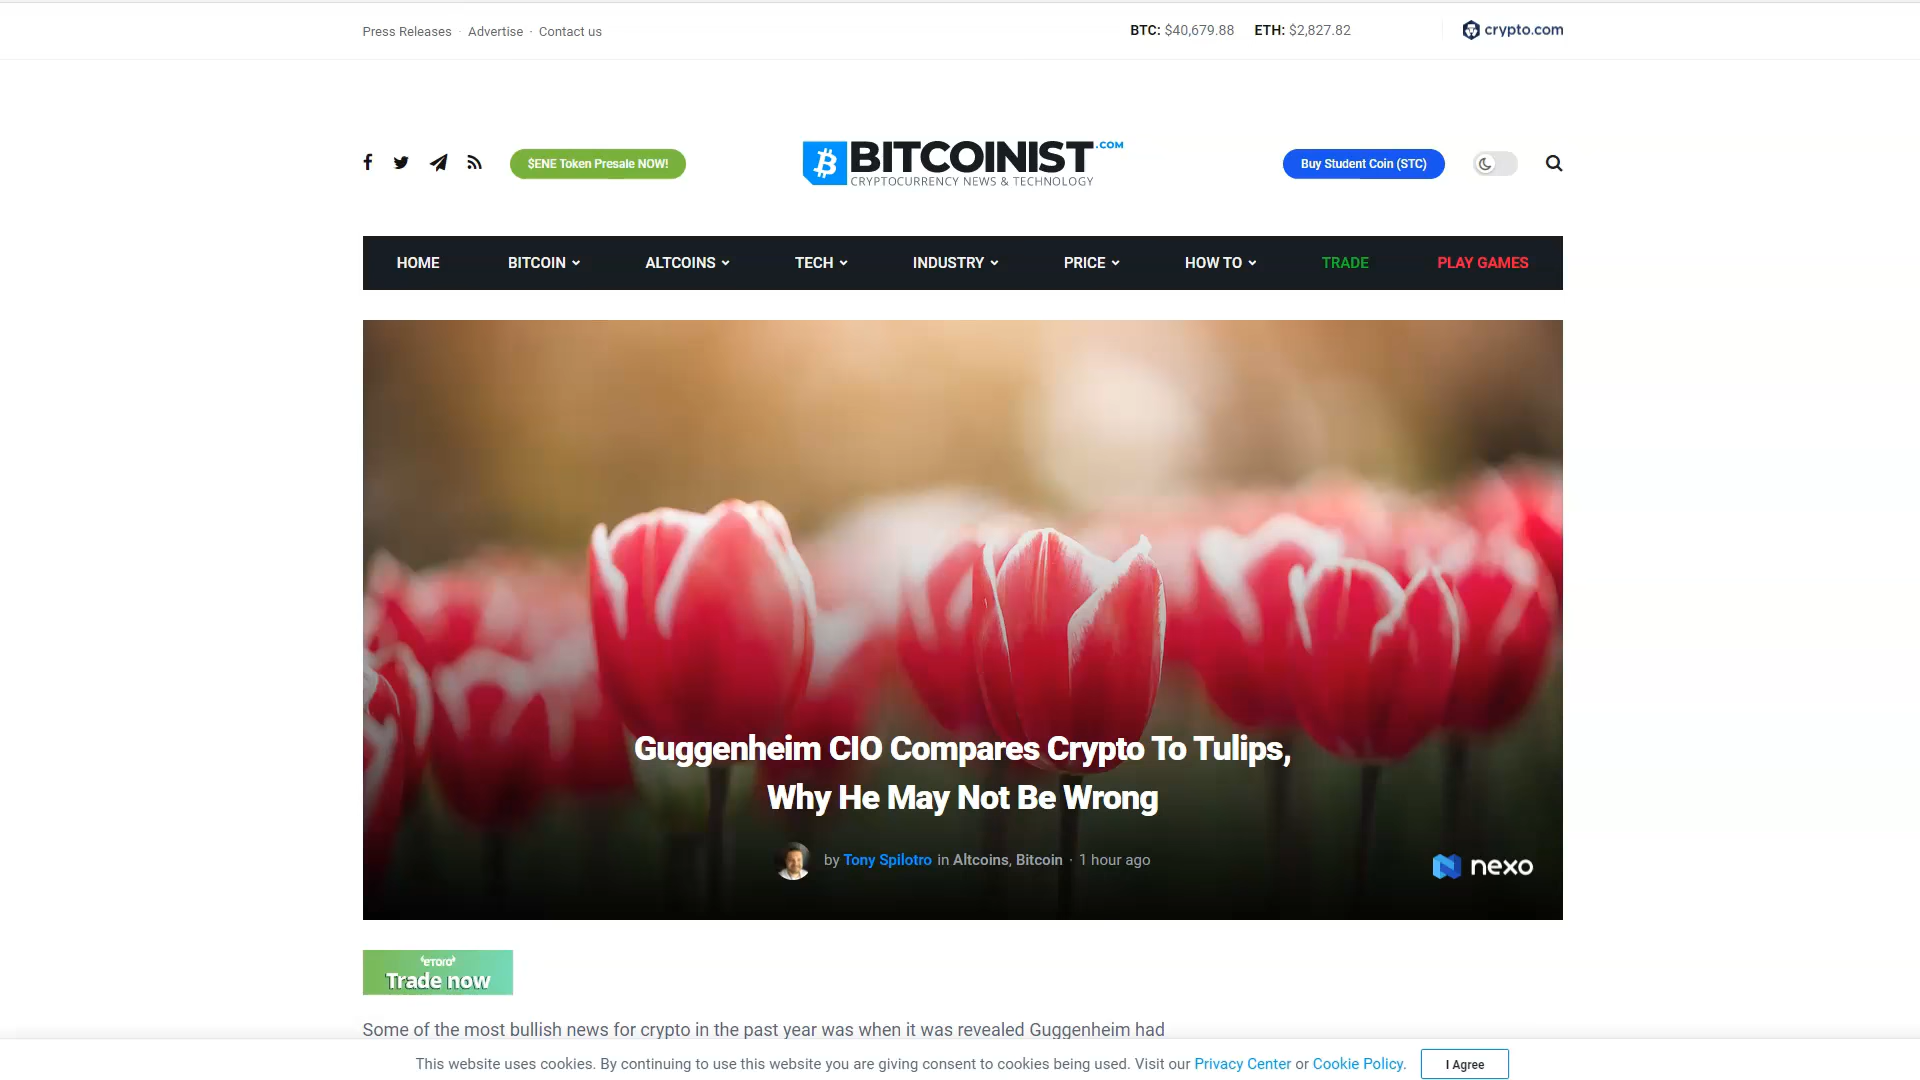 Press Releases · Advertise · Contact us
BTC: $40,679.88 ETH: $2,827.82
crypto.com
$ENE Token Presale NOW!
BITCOINIST.COM
CRYPTOCURRENCY NEWS & TECHNOLOGY
Buy Student Coin (STC)
HOME BITCOIN ALTCOINS TECH INDUSTRY PRICE HOW TO TRADE PLAY GAMES
Guggenheim CIO Compares Crypto To Tulips,
Why He May Not Be Wrong
by Tony Spilotro in Altcoins, Bitcoin · 1 hour ago
nexo
eToro
Trade now
Some of the most bullish news for crypto in the past year was when it was revealed Guggenheim had
This website uses cookies. By continuing to use this website you are giving consent to cookies being used. Visit our Privacy Center or Cookie Policy.
I Agree